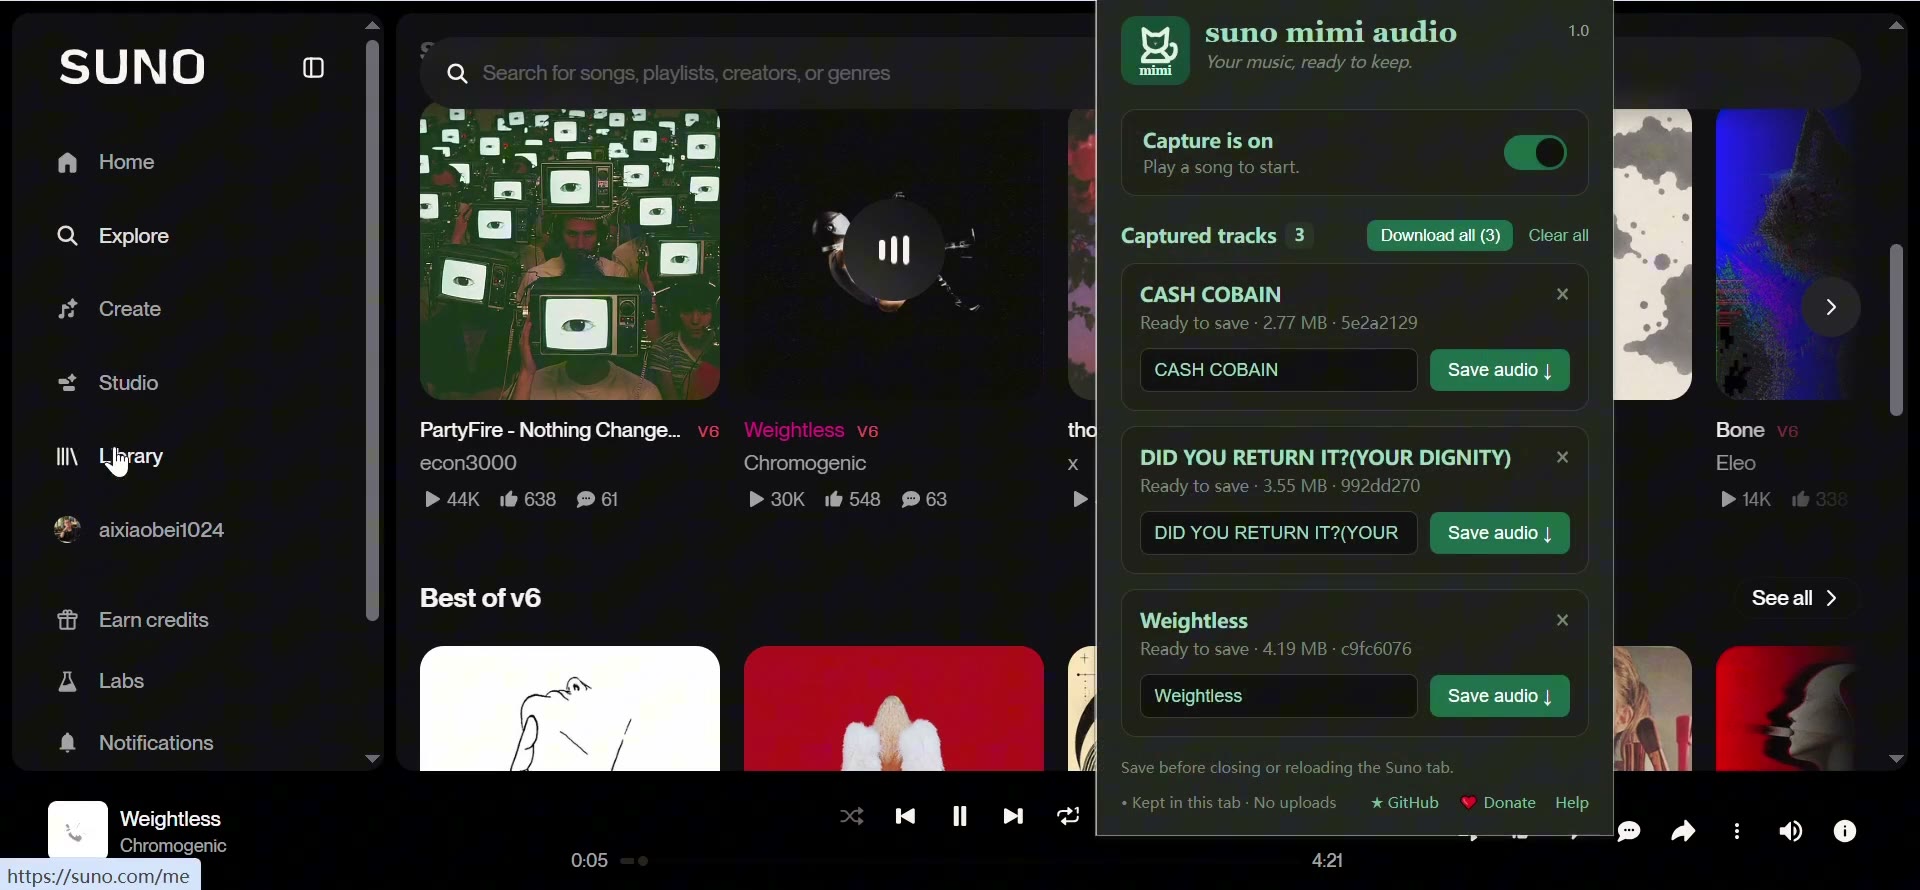 SUNO
Home
Explore
Create
Studio
Library
aixiaobei1024
Earn credits
Labs
Notifications
Search for songs, playlists, creators, or genres
PartyFire - Nothing Change... v6
econ3000
44K 638 61
Weightless v6
Chromogenic
30K 548 63
tho
x
Bone v6
Eleo
14K 338
Best of v6
See all
mimi
suno mimi audio
1.0
Your music, ready to keep.
Capture is on
Play a song to start.
Captured tracks 3
Download all (3)
Clear all
CASH COBAIN
Ready to save · 2.77 MB · 5e2a2129
CASH COBAIN
Save audio ↓
DID YOU RETURN IT?(YOUR DIGNITY)
Ready to save · 3.55 MB · 992dd270
DID YOU RETURN IT?(YOUR
Save audio ↓
Weightless
Ready to save · 4.19 MB · c9fc6076
Weightless
Save audio ↓
Save before closing or reloading the Suno tab.
• Kept in this tab · No uploads
★ GitHub
❤️ Donate
Help
Weightless
Chromogenic
0:05
4:21
https://suno.com/me